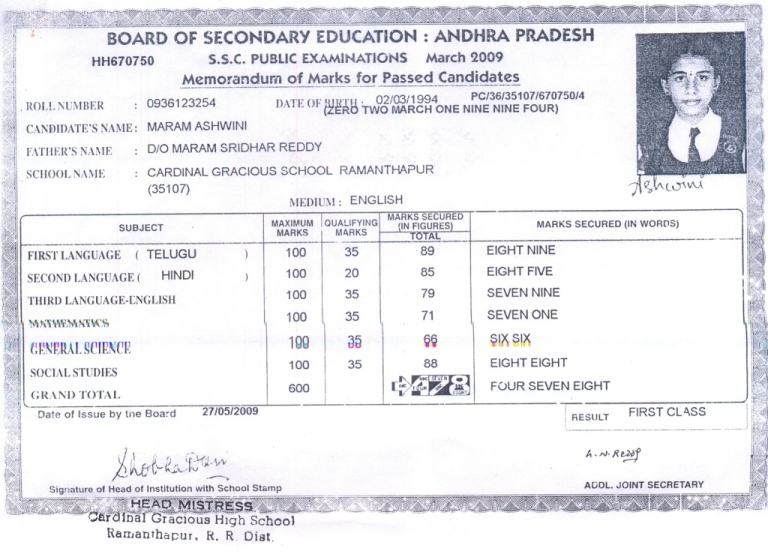 BOARD OF SECONDARY EDUCATION : ANDHRA PRADESH
HH670750 S.S.C. PUBLIC EXAMINATIONS March 2009
Memorandum of Marks for Passed Candidates
ROLL NUMBER : 0936123254 DATE OF BIRTH : 02/03/1994 PC/36/35107/670750/4
(ZERO TWO MARCH ONE NINE NINE FOUR)
CANDIDATE'S NAME : MARAM ASHWINI
FATHER'S NAME : D/O MARAM SRIDHAR REDDY
SCHOOL NAME : CARDINAL GRACIOUS SCHOOL RAMANTHAPUR
(35107)
Ashwini
MEDIUM : ENGLISH
SUBJECT MAXIMUM MARKS QUALIFYING MARKS MARKS SECURED (IN FIGURES) TOTAL MARKS SECURED (IN WORDS)
FIRST LANGUAGE ( TELUGU ) 100 35 89 EIGHT NINE
SECOND LANGUAGE ( HINDI ) 100 20 85 EIGHT FIVE
THIRD LANGUAGE-ENGLISH 100 35 79 SEVEN NINE
MATHEMATICS 100 35 71 SEVEN ONE
GENERAL SCIENCE 100 35 66 SIX SIX
SOCIAL STUDIES 100 35 88 EIGHT EIGHT
GRAND TOTAL 600 478 FOUR SEVEN EIGHT
Date of Issue by the Board 27/05/2009 RESULT FIRST CLASS
Shobha Devi
A.N.Reddy
Signature of Head of Institution with School Stamp ADDL. JOINT SECRETARY
HEAD MISTRESS
Cardinal Gracious High School
Ramanthapur, R. R. Dist.